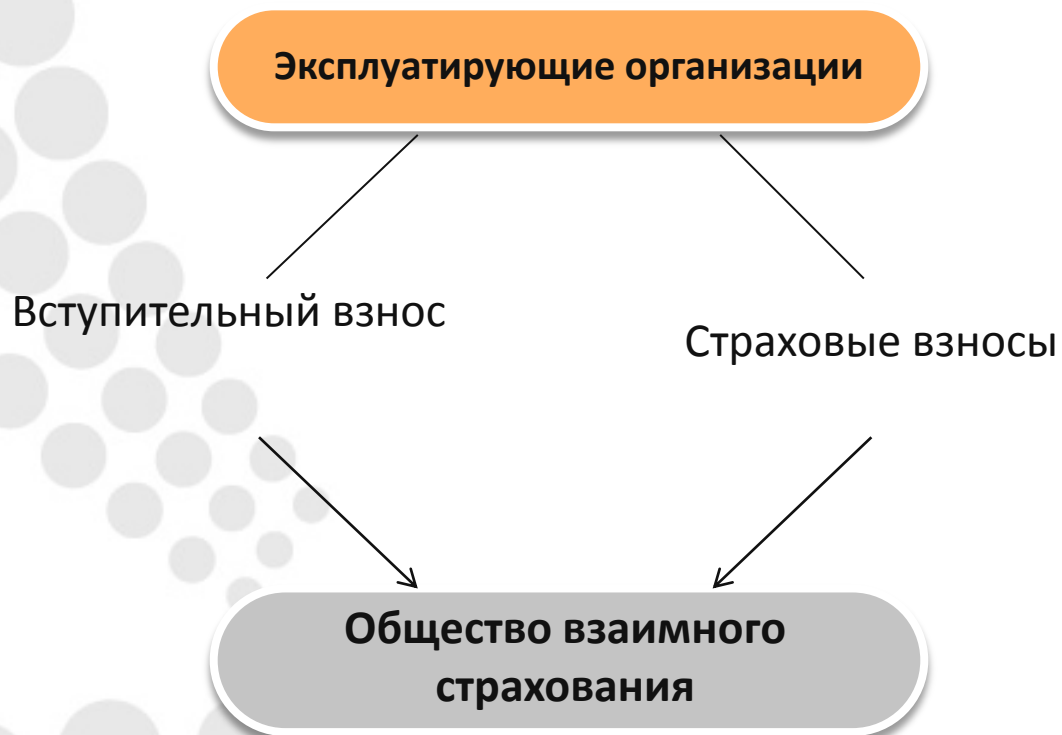 Эксплуатирующие организации
Вступительный взнос
Страховые взносы
Общество взаимного
страхования